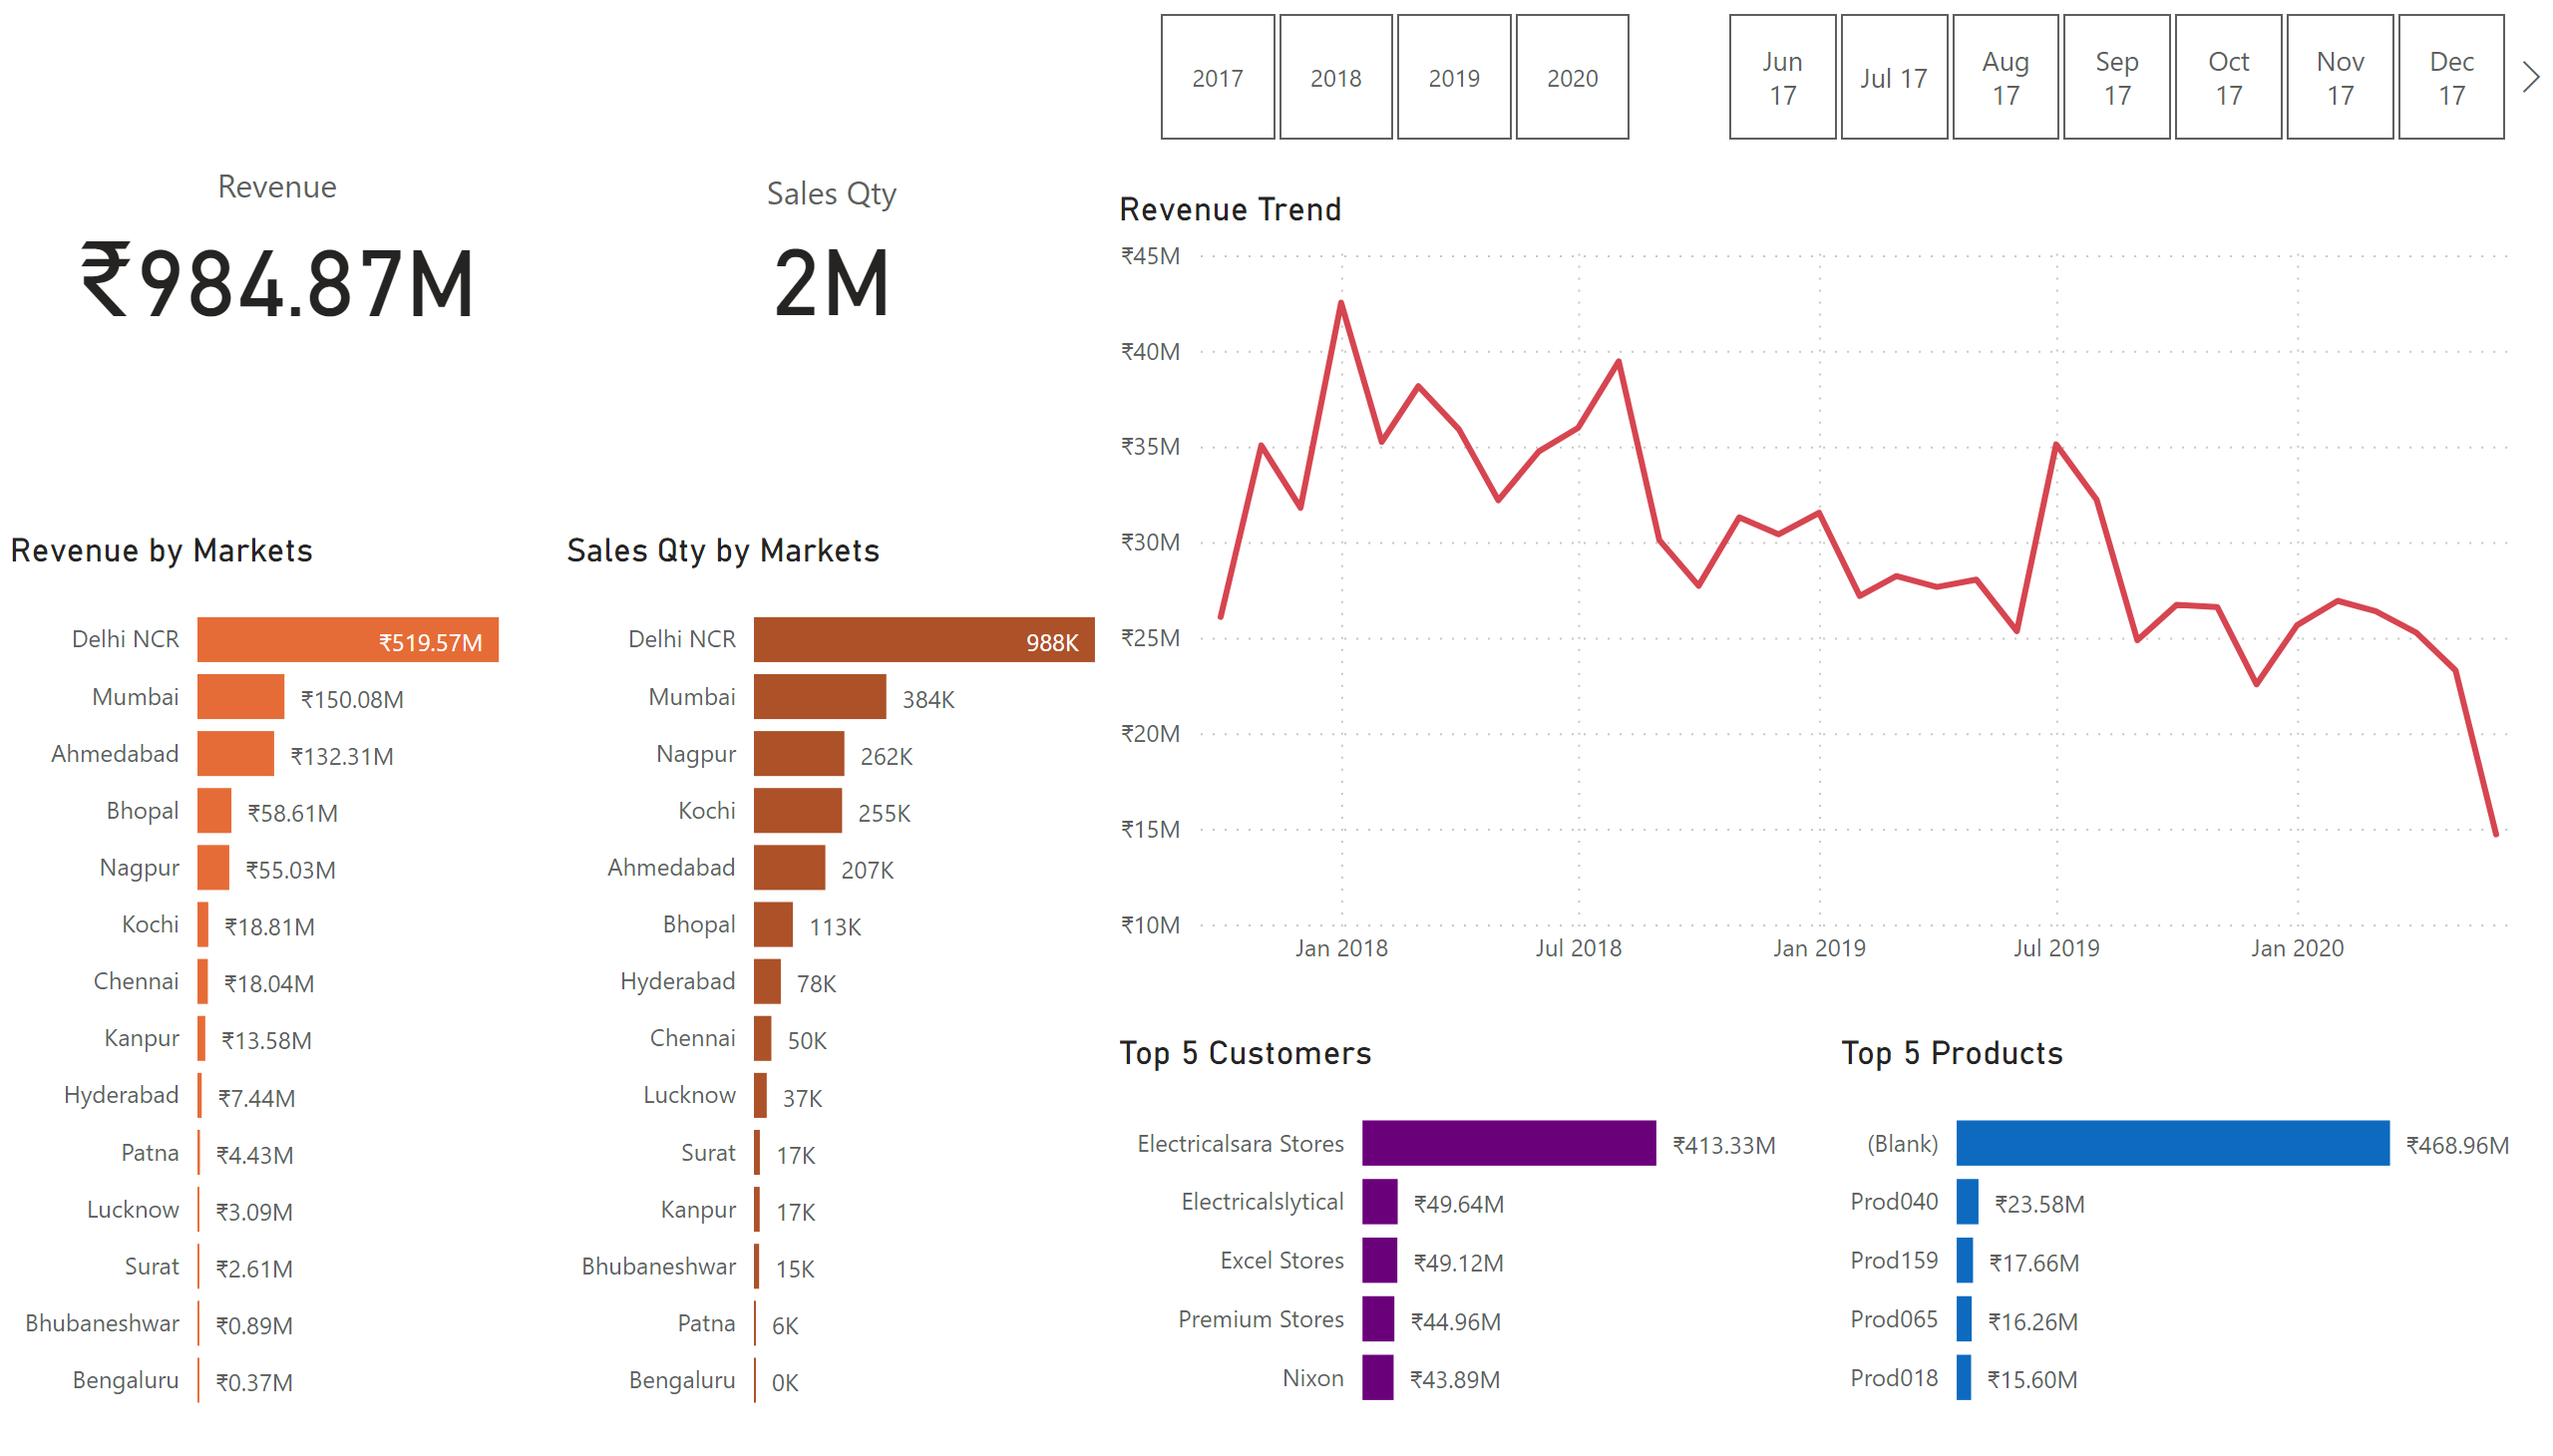 2017
2018
2019
2020
Jun
17
Jul 17
Aug
17
Sep
17
Oct
17
Nov
17
Dec
17
Revenue
₹984.87M
Sales Qty
2M
Revenue by Markets
Delhi NCR ₹519.57M
Mumbai ₹150.08M
Ahmedabad ₹132.31M
Bhopal ₹58.61M
Nagpur ₹55.03M
Kochi ₹18.81M
Chennai ₹18.04M
Kanpur ₹13.58M
Hyderabad ₹7.44M
Patna ₹4.43M
Lucknow ₹3.09M
Surat ₹2.61M
Bhubaneshwar ₹0.89M
Bengaluru ₹0.37M
Sales Qty by Markets
Delhi NCR 988K
Mumbai 384K
Nagpur 262K
Kochi 255K
Ahmedabad 207K
Bhopal 113K
Hyderabad 78K
Chennai 50K
Lucknow 37K
Surat 17K
Kanpur 17K
Bhubaneshwar 15K
Patna 6K
Bengaluru 0K
Revenue Trend
₹45M
₹40M
₹35M
₹30M
₹25M
₹20M
₹15M
₹10M
Jan 2018 Jul 2018 Jan 2019 Jul 2019 Jan 2020
Top 5 Customers
Electricalsara Stores ₹413.33M
Electricalslytical ₹49.64M
Excel Stores ₹49.12M
Premium Stores ₹44.96M
Nixon ₹43.89M
Top 5 Products
(Blank) ₹468.96M
Prod040 ₹23.58M
Prod159 ₹17.66M
Prod065 ₹16.26M
Prod018 ₹15.60M